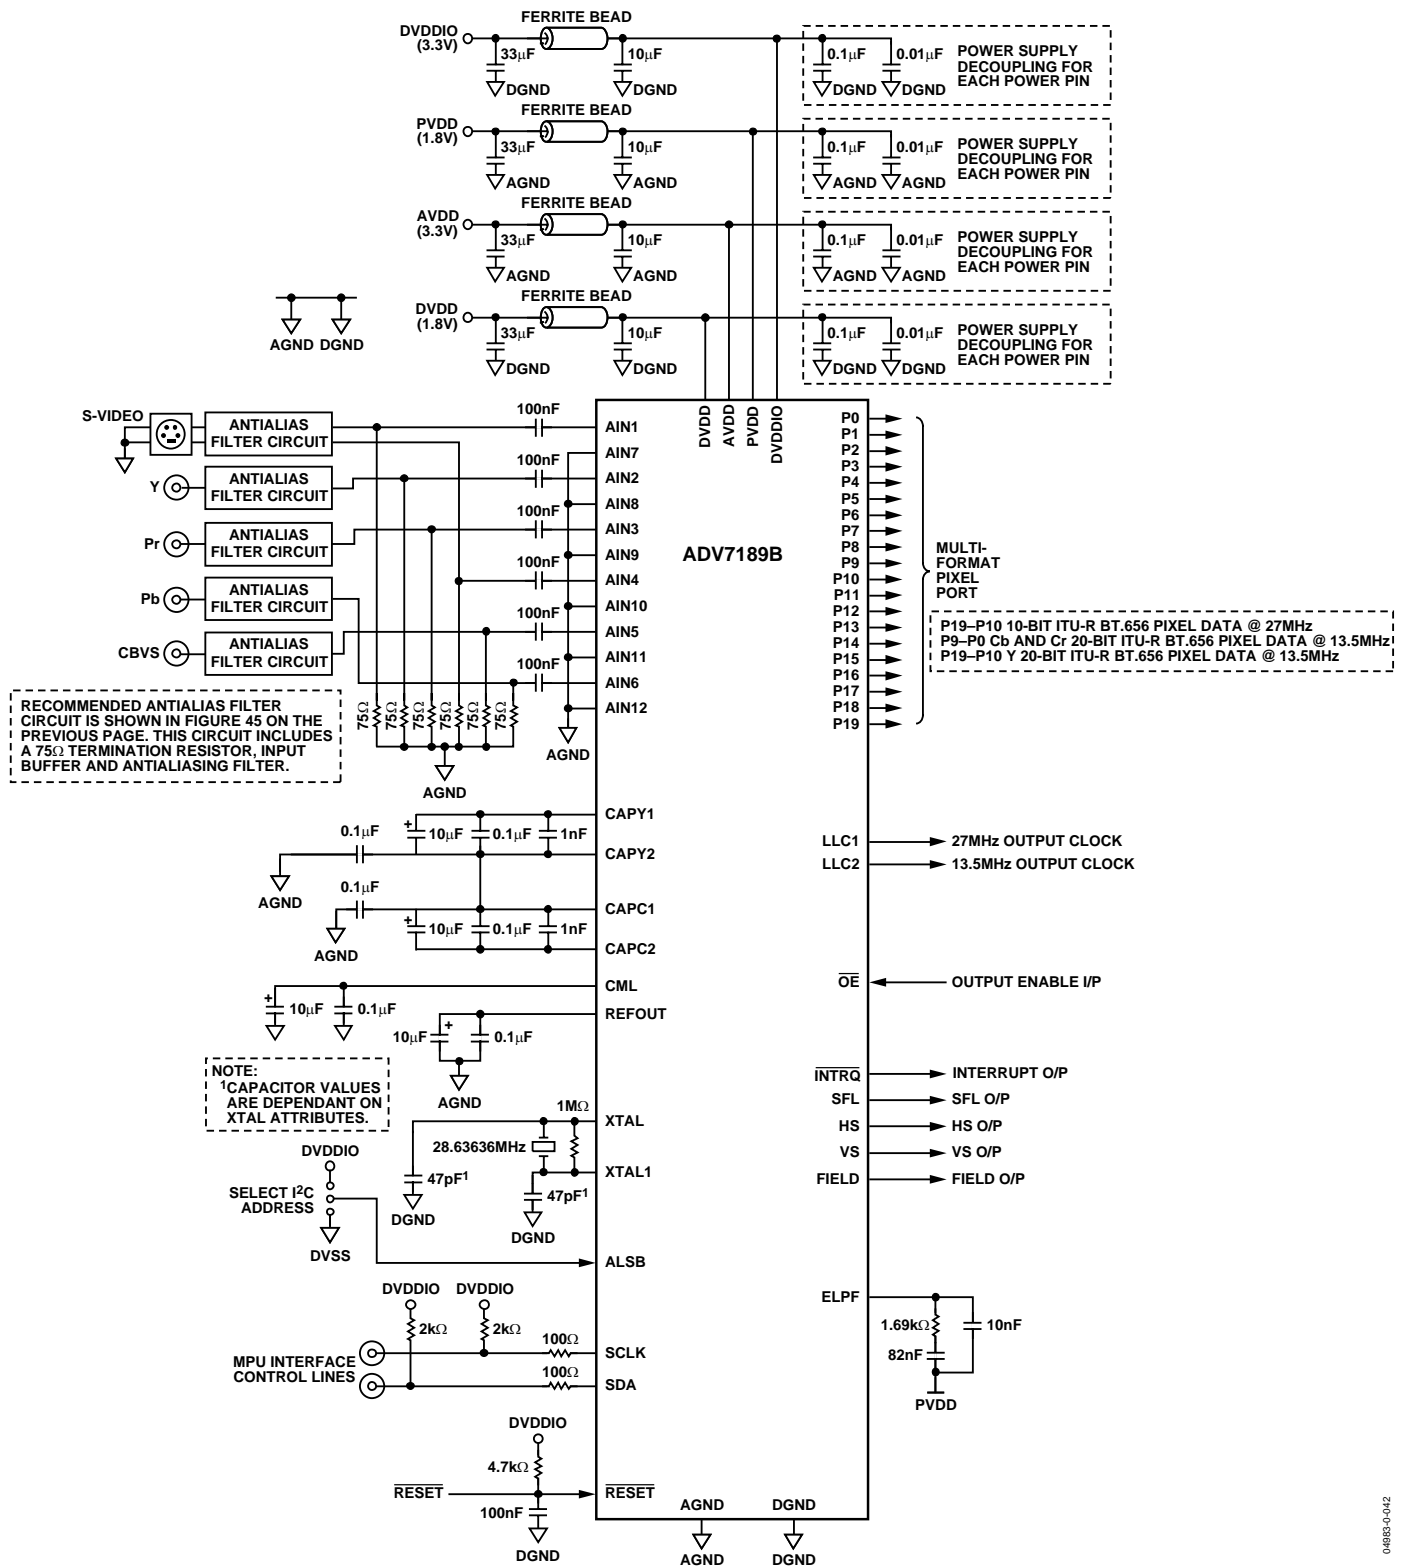 FERRITE BEAD
DVDDIO
(3.3V)
33μF
10μF
0.1μF
0.01μF
POWER SUPPLY
DECOUPLING FOR
EACH POWER PIN
DGND
DGND
DGND
DGND
FERRITE BEAD
PVDD
(1.8V)
33μF
10μF
0.1μF
0.01μF
POWER SUPPLY
DECOUPLING FOR
EACH POWER PIN
AGND
AGND
AGND
AGND
FERRITE BEAD
AVDD
(3.3V)
33μF
10μF
0.1μF
0.01μF
POWER SUPPLY
DECOUPLING FOR
EACH POWER PIN
AGND
AGND
AGND
AGND
FERRITE BEAD
DVDD
(1.8V)
33μF
10μF
0.1μF
0.01μF
POWER SUPPLY
DECOUPLING FOR
EACH POWER PIN
DGND
DGND
DGND
DGND
AGND DGND
S-VIDEO
ANTIALIAS
FILTER CIRCUIT
Y
ANTIALIAS
FILTER CIRCUIT
Pr
ANTIALIAS
FILTER CIRCUIT
Pb
ANTIALIAS
FILTER CIRCUIT
CBVS
ANTIALIAS
FILTER CIRCUIT
100nF
100nF
100nF
100nF
100nF
100nF
75Ω
75Ω
75Ω
75Ω
75Ω
75Ω
AGND
AGND
RECOMMENDED ANTIALIAS FILTER
CIRCUIT IS SHOWN IN FIGURE 45 ON THE
PREVIOUS PAGE. THIS CIRCUIT INCLUDES
A 75Ω TERMINATION RESISTOR, INPUT
BUFFER AND ANTIALIASING FILTER.
AIN1
AIN7
AIN2
AIN8
AIN3
AIN9
AIN4
AIN10
AIN5
AIN11
AIN6
AIN12
DVDD
AVDD
PVDD
DVDDIO
ADV7189B
P0
P1
P2
P3
P4
P5
P6
P7
P8
P9
P10
P11
P12
P13
P14
P15
P16
P17
P18
P19
MULTI-
FORMAT
PIXEL
PORT
P19–P10 10-BIT ITU-R BT.656 PIXEL DATA @ 27MHz
P9–P0 Cb AND Cr 20-BIT ITU-R BT.656 PIXEL DATA @ 13.5MHz
P19–P10 Y 20-BIT ITU-R BT.656 PIXEL DATA @ 13.5MHz
0.1μF
AGND
+
10μF
0.1μF
1nF
CAPY1
CAPY2
0.1μF
AGND
+
10μF
0.1μF
1nF
CAPC1
CAPC2
LLC1
27MHz OUTPUT CLOCK
LLC2
13.5MHz OUTPUT CLOCK
+
10μF
0.1μF
CML
OE
OUTPUT ENABLE I/P
10μF
+
0.1μF
REFOUT
AGND
NOTE:
1CAPACITOR VALUES
ARE DEPENDANT ON
XTAL ATTRIBUTES.
INTRQ
INTERRUPT O/P
SFL
SFL O/P
HS
HS O/P
VS
VS O/P
FIELD
FIELD O/P
1MΩ
XTAL
28.63636MHz
XTAL1
47pF1
DGND
47pF1
DGND
DVDDIO
SELECT I2C
ADDRESS
DVSS
ALSB
DVDDIO
DVDDIO
2kΩ
2kΩ
MPU INTERFACE
CONTROL LINES
100Ω
SCLK
100Ω
SDA
ELPF
1.69kΩ
10nF
82nF
PVDD
DVDDIO
4.7kΩ
RESET
RESET
100nF
DGND
AGND
DGND
AGND
DGND
04983-0-042